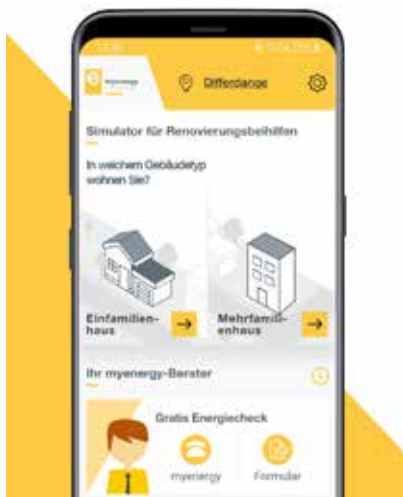 Differdange
Simulator für Renovierungsbeihilfen
In welchem Gebäudetyp
wohnen Sie?
Einfamilien-
haus
Mehrfamili-
enhaus
Ihr myenergy-Berater
Gratis Energiecheck
myenergy
Formular